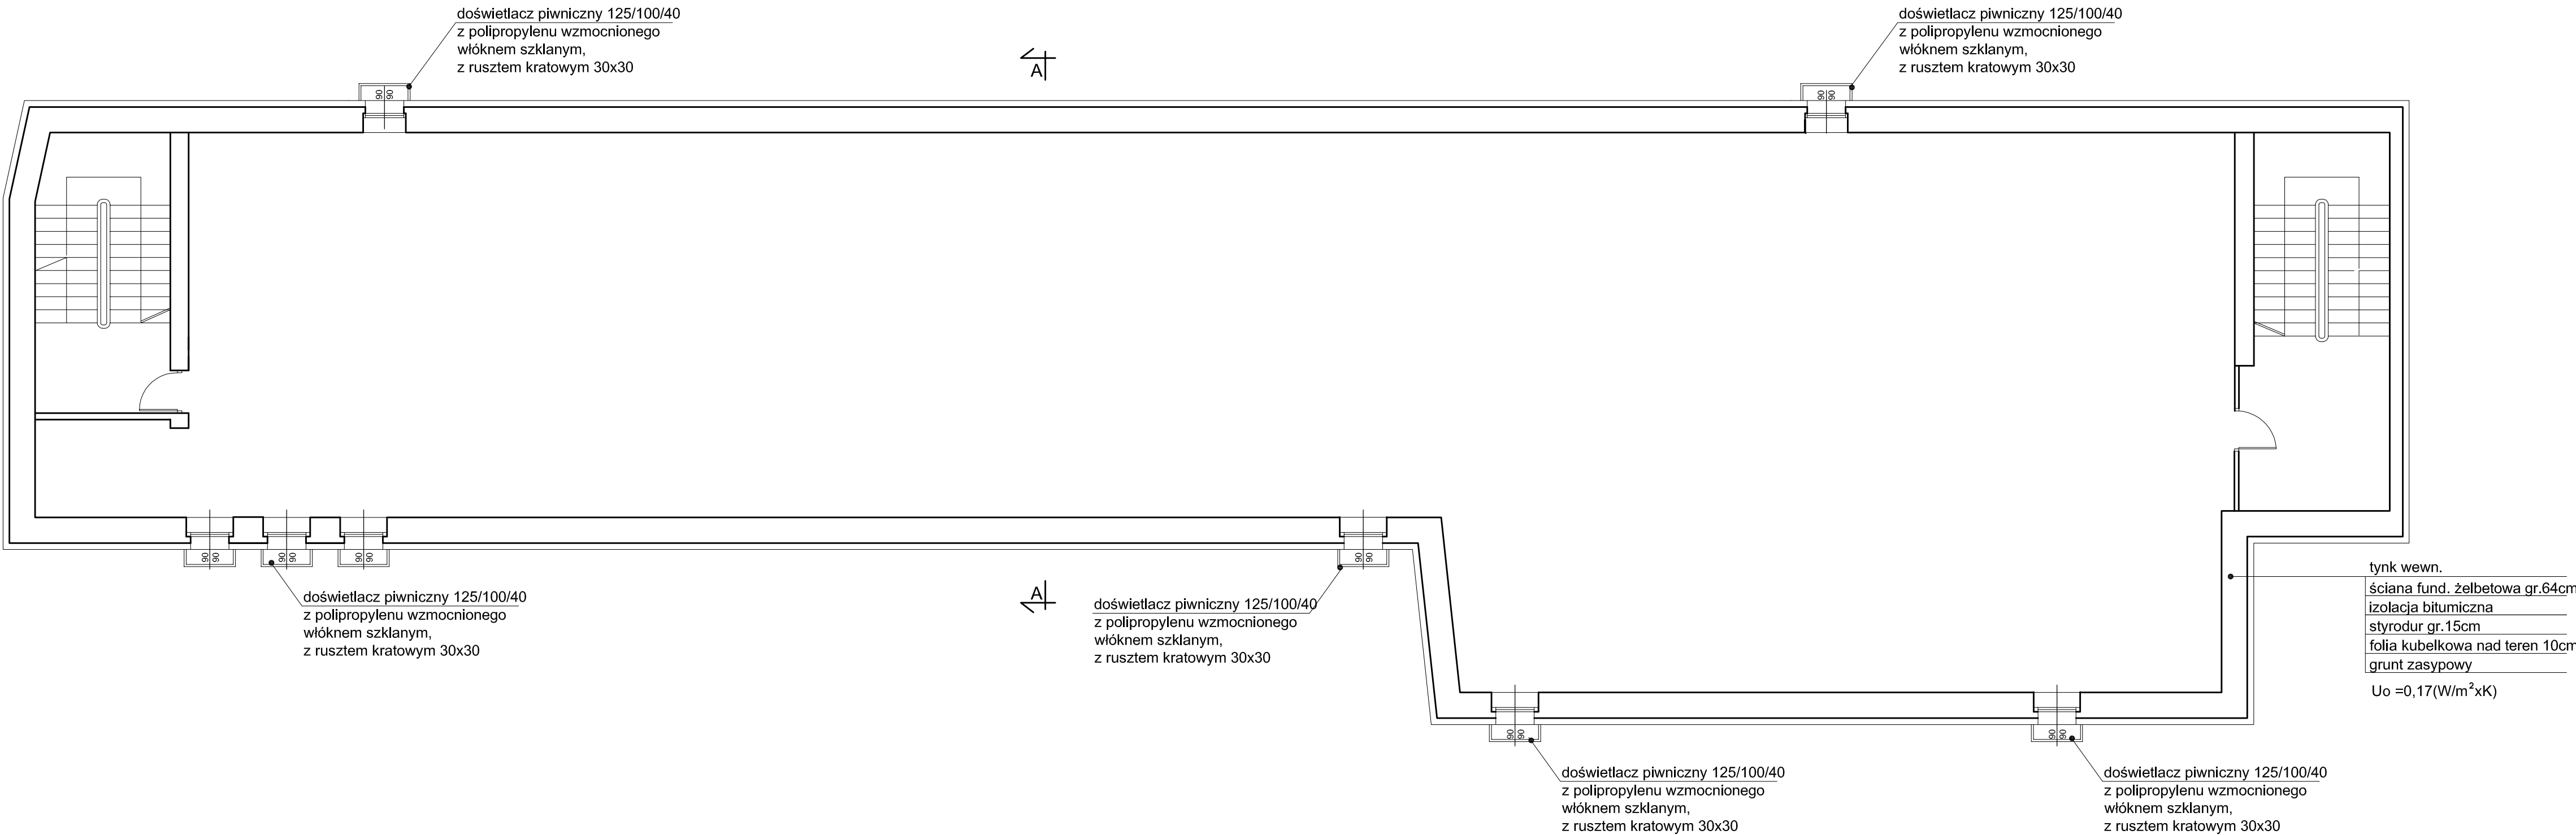 doświetlacz piwniczny 125/100/40
z polipropylenu wzmocnionego
włóknem szklanym,
z rusztem kratowym 30x30
doświetlacz piwniczny 125/100/40
z polipropylenu wzmocnionego
włóknem szklanym,
z rusztem kratowym 30x30
A
90
90
90
90
90
90
90
90
90
90
90
90
doświetlacz piwniczny 125/100/40
z polipropylenu wzmocnionego
włóknem szklanym,
z rusztem kratowym 30x30
A
doświetlacz piwniczny 125/100/40
z polipropylenu wzmocnionego
włóknem szklanym,
z rusztem kratowym 30x30
tynk wewn.
ściana fund. żelbetowa gr.64cm
izolacja bitumiczna
styrodur gr.15cm
folia kubełkowa nad teren 10cm
grunt zasypowy
Uo =0,17(W/m²xK)
90
90
90
90
doświetlacz piwniczny 125/100/40
z polipropylenu wzmocnionego
włóknem szklanym,
z rusztem kratowym 30x30
doświetlacz piwniczny 125/100/40
z polipropylenu wzmocnionego
włóknem szklanym,
z rusztem kratowym 30x30